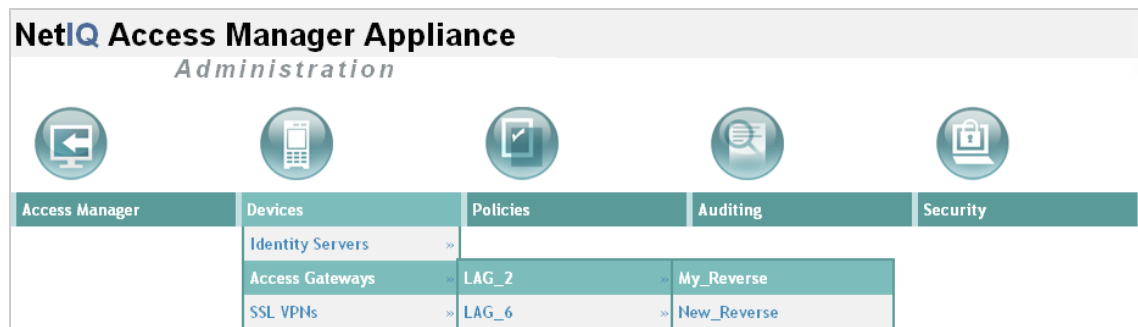 NetIQ Access Manager Appliance
Administration
Access Manager Devices Policies Auditing Security
Identity Servers »
Access Gateways » LAG_2 » My_Reverse
SSL VPNs » LAG_6 » New_Reverse